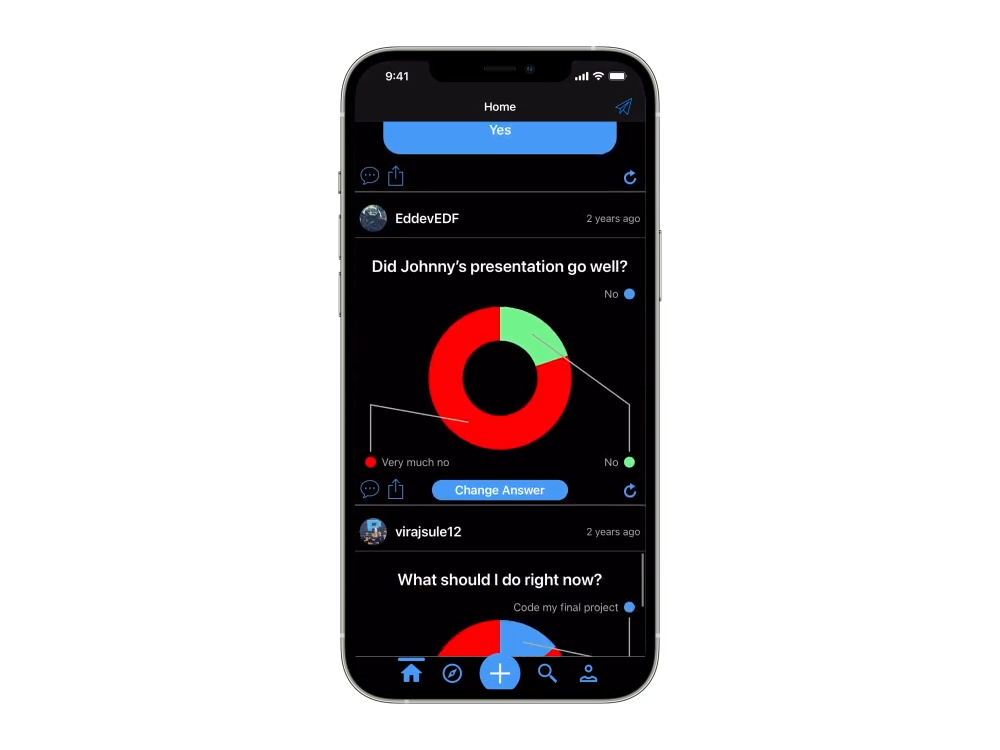 9:41
Home
Yes
EddevEDF
2 years ago
Did Johnny's presentation go well?
No
Very much no
No
Change Answer
virajsule12
2 years ago
What should I do right now?
Code my final project